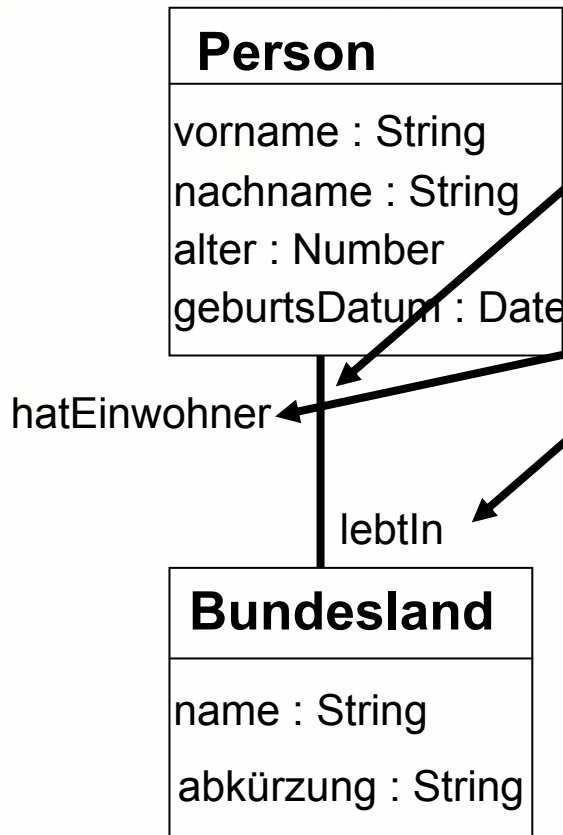 Person
vorname : String
nachname : String
alter : Number
geburtsDatum : Date
hatEinwohner
lebtIn
Bundesland
name : String
abkürzung : String